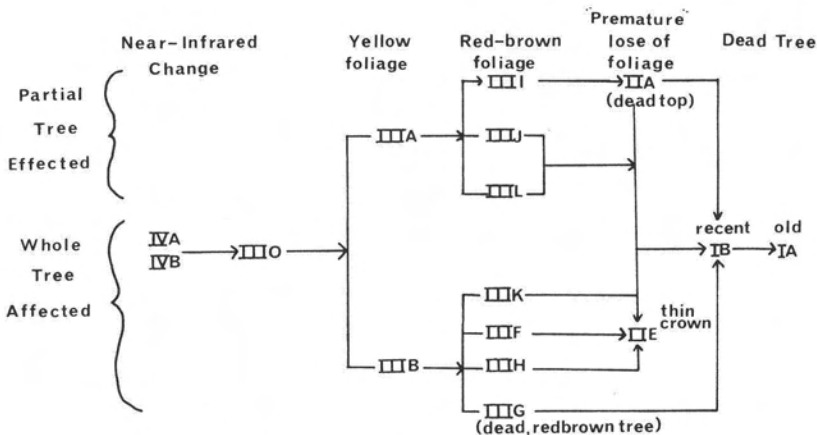 Near-Infrared
Change
Yellow
foliage
Red-brown
foliage
"Premature"
lose of
foliage
Dead Tree
Partial
Tree
Effected
IIII
IIA
(dead top)
IIIA
IIIJ
IIIL
Whole
Tree
Affected
IVA
IVB
IIIO
recent
old
IB
IA
IIIK
IIIF
IIE
thin
crown
IIIB
IIIH
IIIG
(dead, redbrown tree)